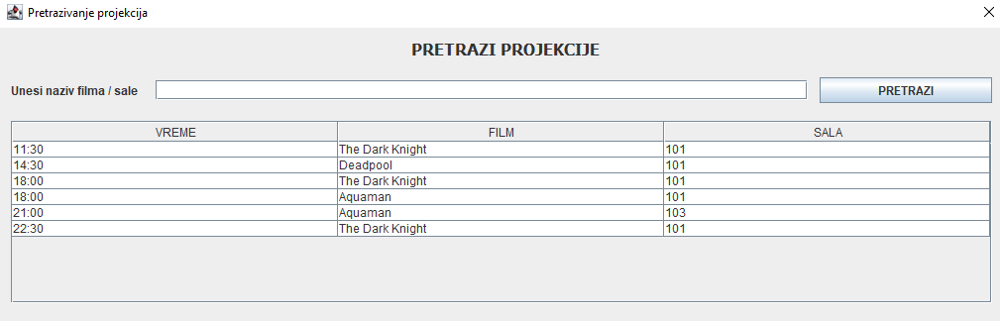 Pretrazivanje projekcija
PRETRAZI PROJEKCIJE
Unesi naziv filma / sale PRETRAZI
VREME FILM SALA
11:30 The Dark Knight 101
14:30 Deadpool 101
18:00 The Dark Knight 101
18:00 Aquaman 101
21:00 Aquaman 103
22:30 The Dark Knight 101